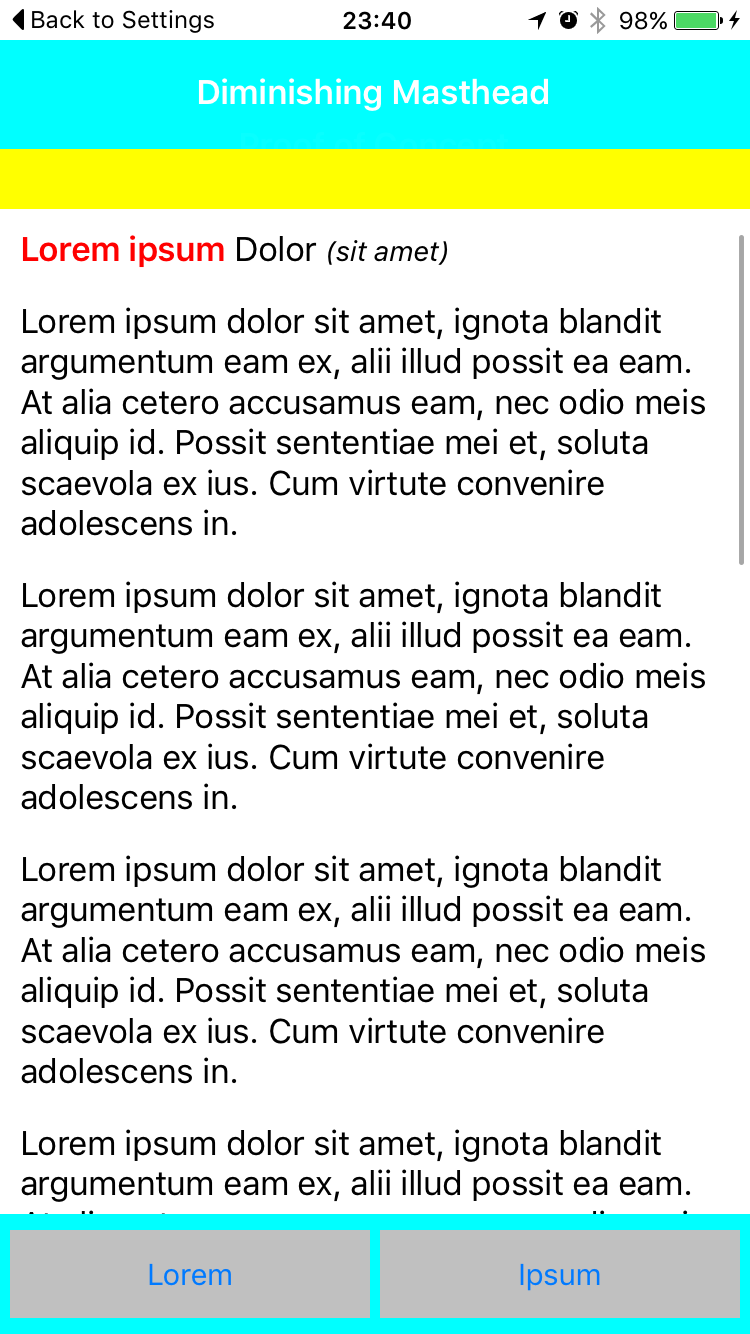 Back to Settings 23:40 98%
Diminishing Masthead
Lorem ipsum Dolor (sit amet)
Lorem ipsum dolor sit amet, ignota blandit
argumentum eam ex, alii illud possit ea eam.
At alia cetero accusamus eam, nec odio meis
aliquip id. Possit sententiae mei et, soluta
scaevola ex ius. Cum virtute convenire
adolescens in.
Lorem ipsum dolor sit amet, ignota blandit
argumentum eam ex, alii illud possit ea eam.
At alia cetero accusamus eam, nec odio meis
aliquip id. Possit sententiae mei et, soluta
scaevola ex ius. Cum virtute convenire
adolescens in.
Lorem ipsum dolor sit amet, ignota blandit
argumentum eam ex, alii illud possit ea eam.
At alia cetero accusamus eam, nec odio meis
aliquip id. Possit sententiae mei et, soluta
scaevola ex ius. Cum virtute convenire
adolescens in.
Lorem ipsum dolor sit amet, ignota blandit
argumentum eam ex, alii illud possit ea eam.
Lorem Ipsum